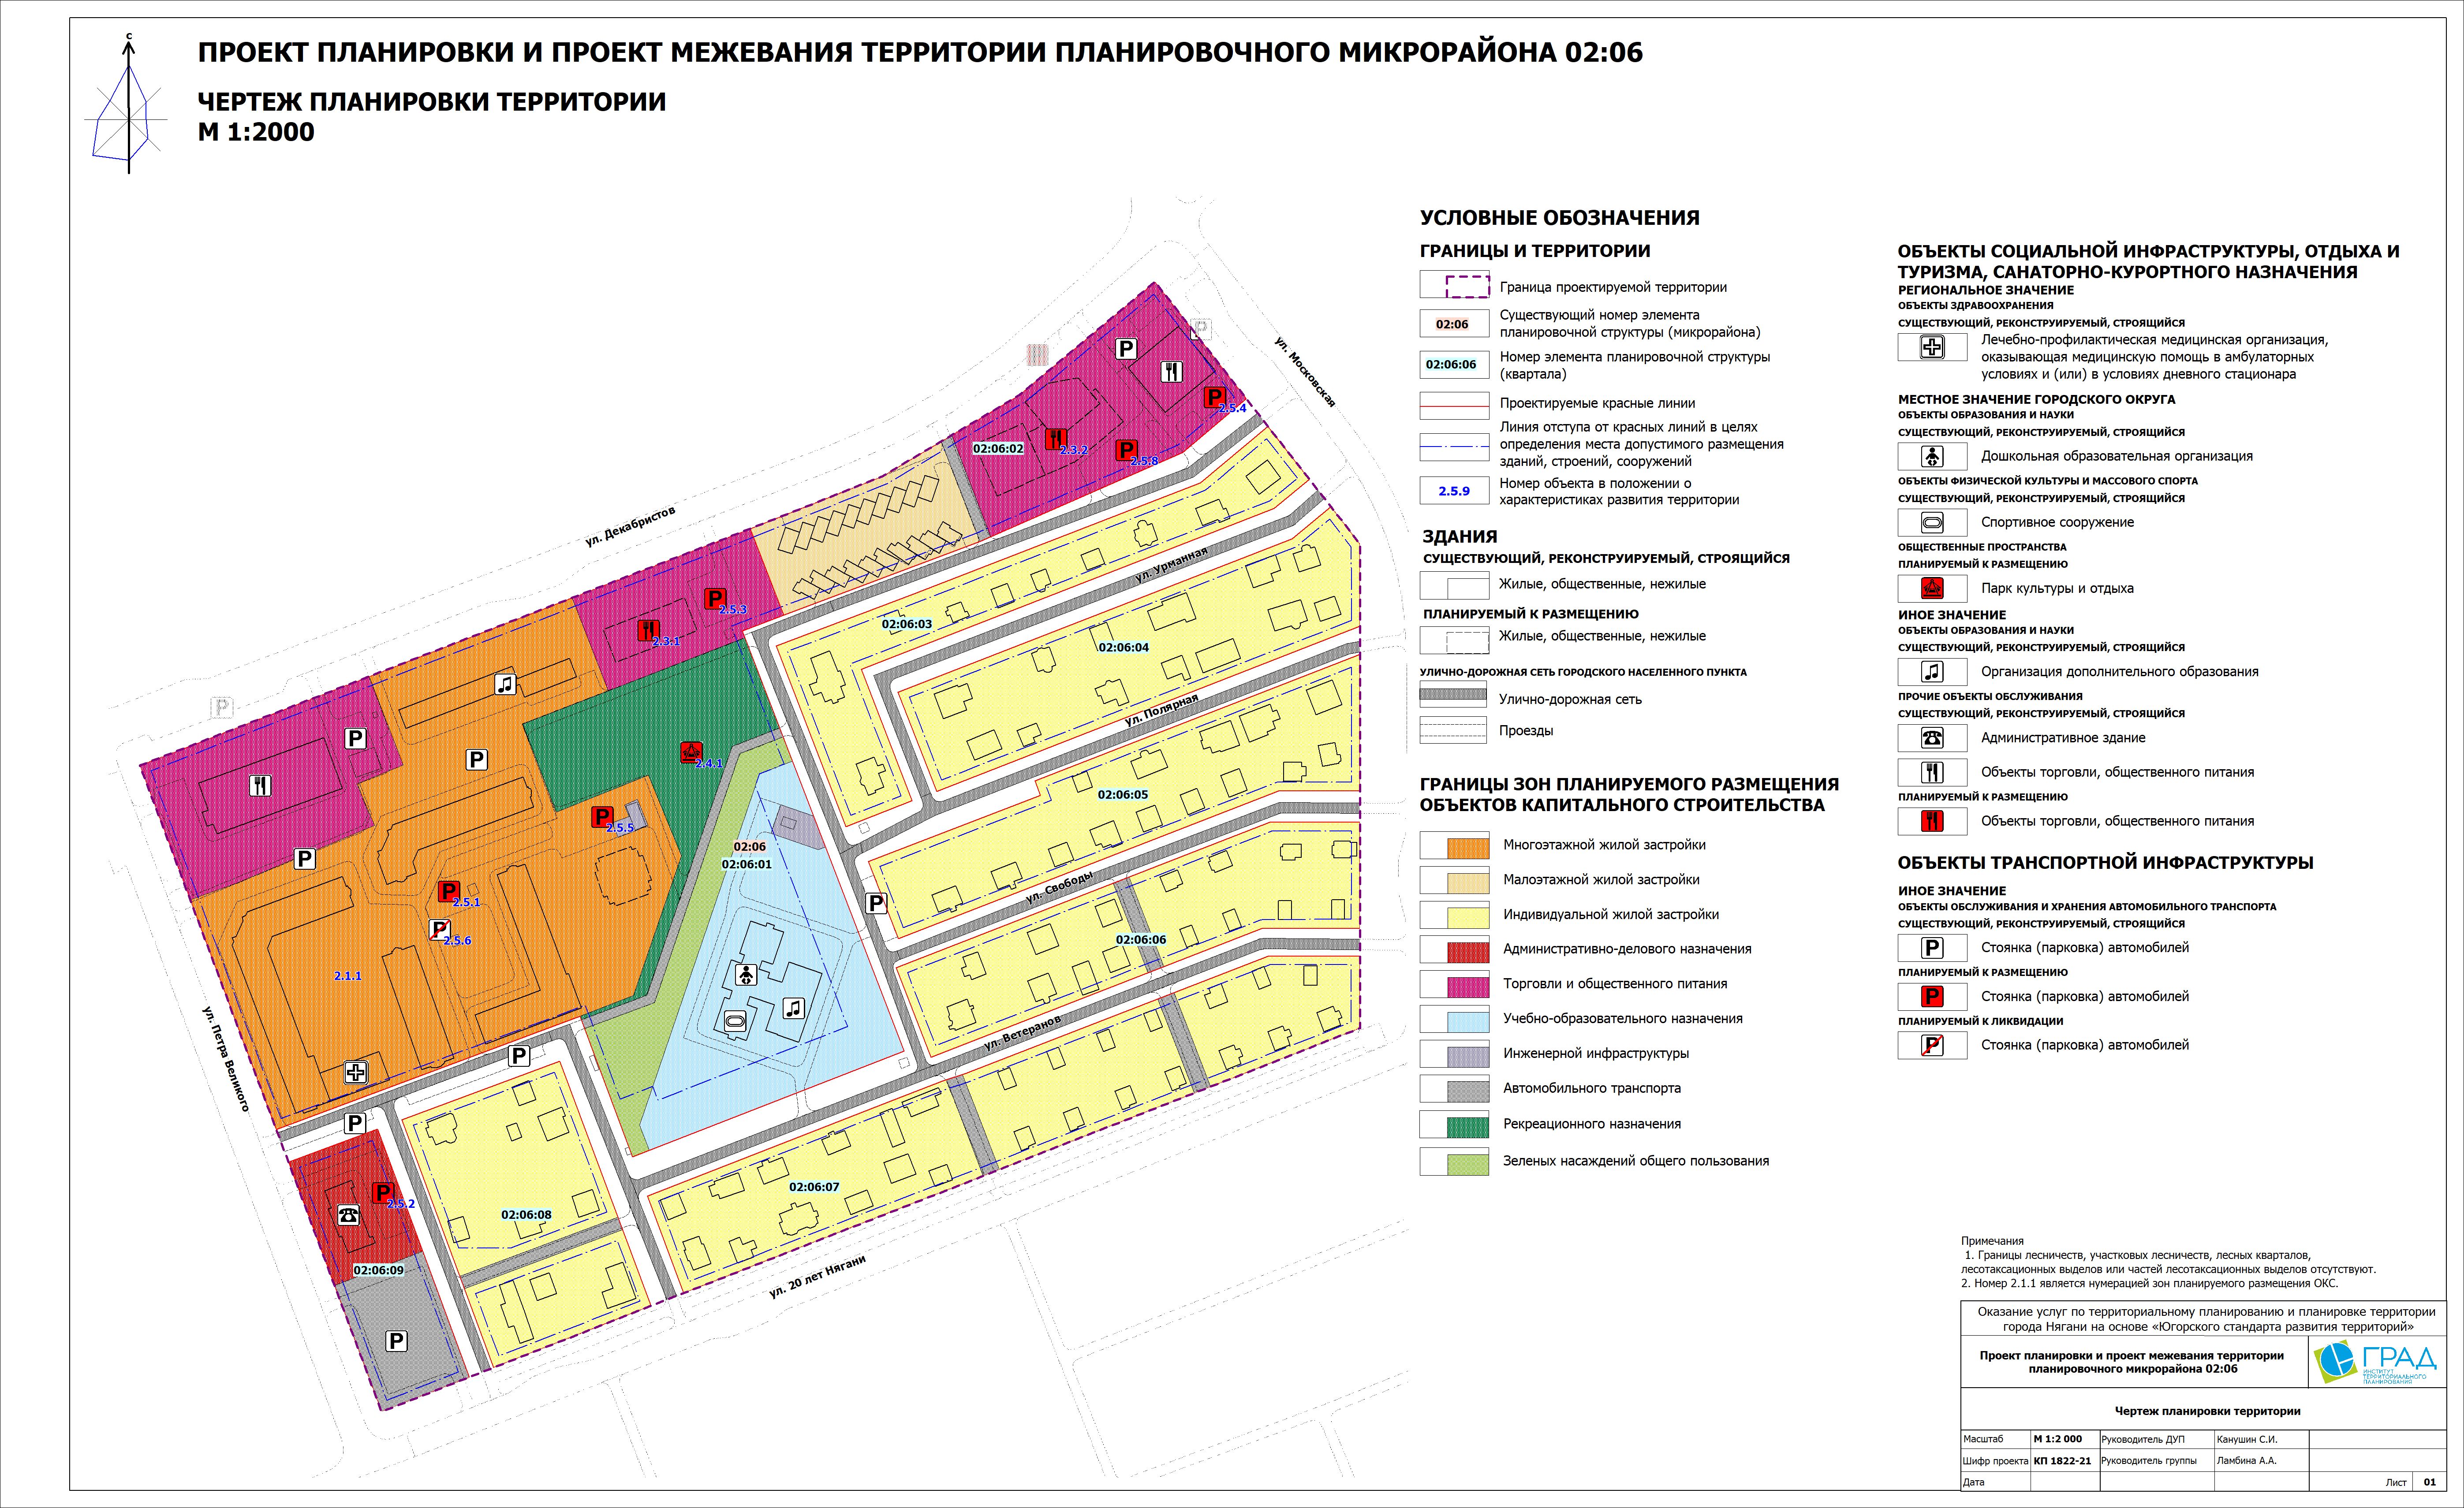 С
ПРОЕКТ ПЛАНИРОВКИ И ПРОЕКТ МЕЖЕВАНИЯ ТЕРРИТОРИИ ПЛАНИРОВОЧНОГО МИКРОРАЙОНА 02:06
ЧЕРТЕЖ ПЛАНИРОВКИ ТЕРРИТОРИИ
М 1:2000
ул. Московская
P
P
P
P
2.5.4
02:06:02
2.3.2
P
2.5.8
ул. Декабристов
ул. Урманная
P
2.5.3
2.3.1
02:06:03
02:06:04
ул. Полярная
P
P
P
2.4.1
02:06:05
P
2.5.5
02:06
02:06:01
P
P
2.5.1
P
2.5.6
ул. Свободы
P
02:06:06
2.1.1
ул. Петра Великого
ул. Ветеранов
P
P
P
2.5.2
02:06:07
02:06:08
02:06:09
ул. 20 лет Нягани
P
УСЛОВНЫЕ ОБОЗНАЧЕНИЯ
ГРАНИЦЫ И ТЕРРИТОРИИ
Граница проектируемой территории
02:06
Существующий номер элемента
планировочной структуры (микрорайона)
02:06:06
Номер элемента планировочной структуры
(квартала)
Проектируемые красные линии
Линия отступа от красных линий в целях
определения места допустимого размещения
зданий, строений, сооружений
2.5.9
Номер объекта в положении о
характеристиках развития территории
ЗДАНИЯ
СУЩЕСТВУЮЩИЙ, РЕКОНСТРУИРУЕМЫЙ, СТРОЯЩИЙСЯ
Жилые, общественные, нежилые
ПЛАНИРУЕМЫЙ К РАЗМЕЩЕНИЮ
Жилые, общественные, нежилые
УЛИЧНО-ДОРОЖНАЯ СЕТЬ ГОРОДСКОГО НАСЕЛЕННОГО ПУНКТА
Улично-дорожная сеть
Проезды
ГРАНИЦЫ ЗОН ПЛАНИРУЕМОГО РАЗМЕЩЕНИЯ
ОБЪЕКТОВ КАПИТАЛЬНОГО СТРОИТЕЛЬСТВА
Многоэтажной жилой застройки
Малоэтажной жилой застройки
Индивидуальной жилой застройки
Административно-делового назначения
Торговли и общественного питания
Учебно-образовательного назначения
Инженерной инфраструктуры
Автомобильного транспорта
Рекреационного назначения
Зеленых насаждений общего пользования
ОБЪЕКТЫ СОЦИАЛЬНОЙ ИНФРАСТРУКТУРЫ, ОТДЫХА И
ТУРИЗМА, САНАТОРНО-КУРОРТНОГО НАЗНАЧЕНИЯ
РЕГИОНАЛЬНОЕ ЗНАЧЕНИЕ
ОБЪЕКТЫ ЗДРАВООХРАНЕНИЯ
СУЩЕСТВУЮЩИЙ, РЕКОНСТРУИРУЕМЫЙ, СТРОЯЩИЙСЯ
Лечебно-профилактическая медицинская организация,
оказывающая медицинскую помощь в амбулаторных
условиях и (или) в условиях дневного стационара
МЕСТНОЕ ЗНАЧЕНИЕ ГОРОДСКОГО ОКРУГА
ОБЪЕКТЫ ОБРАЗОВАНИЯ И НАУКИ
СУЩЕСТВУЮЩИЙ, РЕКОНСТРУИРУЕМЫЙ, СТРОЯЩИЙСЯ
Дошкольная образовательная организация
ОБЪЕКТЫ ФИЗИЧЕСКОЙ КУЛЬТУРЫ И МАССОВОГО СПОРТА
СУЩЕСТВУЮЩИЙ, РЕКОНСТРУИРУЕМЫЙ, СТРОЯЩИЙСЯ
Спортивное сооружение
ОБЩЕСТВЕННЫЕ ПРОСТРАНСТВА
ПЛАНИРУЕМЫЙ К РАЗМЕЩЕНИЮ
Парк культуры и отдыха
ИНОЕ ЗНАЧЕНИЕ
ОБЪЕКТЫ ОБРАЗОВАНИЯ И НАУКИ
СУЩЕСТВУЮЩИЙ, РЕКОНСТРУИРУЕМЫЙ, СТРОЯЩИЙСЯ
Организация дополнительного образования
ПРОЧИЕ ОБЪЕКТЫ ОБСЛУЖИВАНИЯ
СУЩЕСТВУЮЩИЙ, РЕКОНСТРУИРУЕМЫЙ, СТРОЯЩИЙСЯ
Административное здание
Объекты торговли, общественного питания
ПЛАНИРУЕМЫЙ К РАЗМЕЩЕНИЮ
Объекты торговли, общественного питания
ОБЪЕКТЫ ТРАНСПОРТНОЙ ИНФРАСТРУКТУРЫ
ИНОЕ ЗНАЧЕНИЕ
ОБЪЕКТЫ ОБСЛУЖИВАНИЯ И ХРАНЕНИЯ АВТОМОБИЛЬНОГО ТРАНСПОРТА
СУЩЕСТВУЮЩИЙ, РЕКОНСТРУИРУЕМЫЙ, СТРОЯЩИЙСЯ
P Стоянка (парковка) автомобилей
ПЛАНИРУЕМЫЙ К РАЗМЕЩЕНИЮ
P Стоянка (парковка) автомобилей
ПЛАНИРУЕМЫЙ К ЛИКВИДАЦИИ
P Стоянка (парковка) автомобилей
Примечания
1. Границы лесничеств, участковых лесничеств, лесных кварталов,
лесотаксационных выделов или частей лесотаксационных выделов отсутствуют.
2. Номер 2.1.1 является нумерацией зон планируемого размещения ОКС.
Оказание услуг по территориальному планированию и планировке территории
города Нягани на основе «Югорского стандарта развития территорий»
Проект планировки и проект межевания территории
планировочного микрорайона 02:06
ГРАД
ИНСТИТУТ
ТЕРРИТОРИАЛЬНОГО
ПЛАНИРОВАНИЯ
Чертеж планировки территории
Масштаб М 1:2 000 Руководитель ДУП Канушин С.И.
Шифр проекта КП 1822-21 Руководитель группы Ламбина А.А.
Дата Лист 01